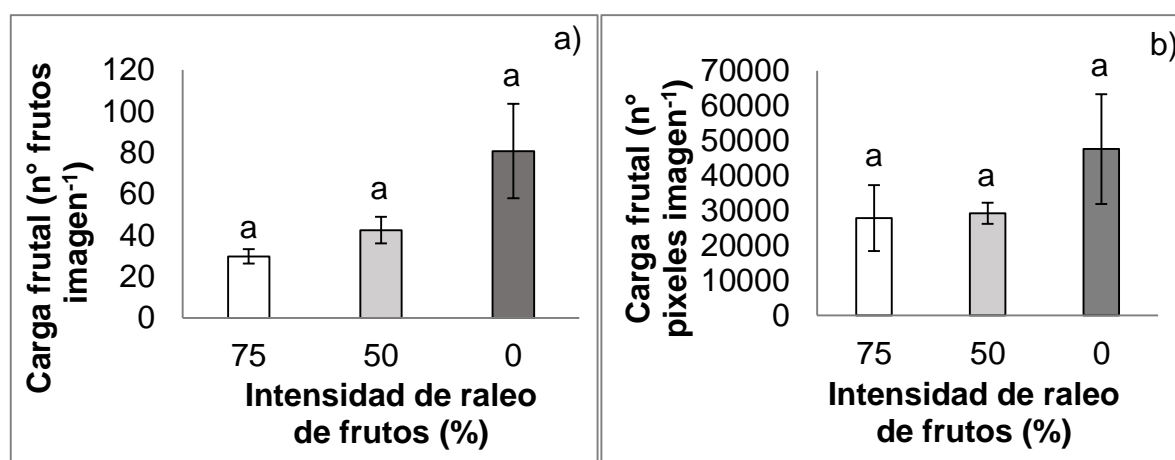 a)
Carga frutal (n° frutos
imagen-1)
120
100
80
60
40
20
0
a
a
a
75 50 0
Intensidad de raleo
de frutos (%)
b)
Carga frutal (n°
pixeles imagen-1)
70000
60000
50000
40000
30000
20000
10000
0
a
a
a
75 50 0
Intensidad de raleo
de frutos (%)